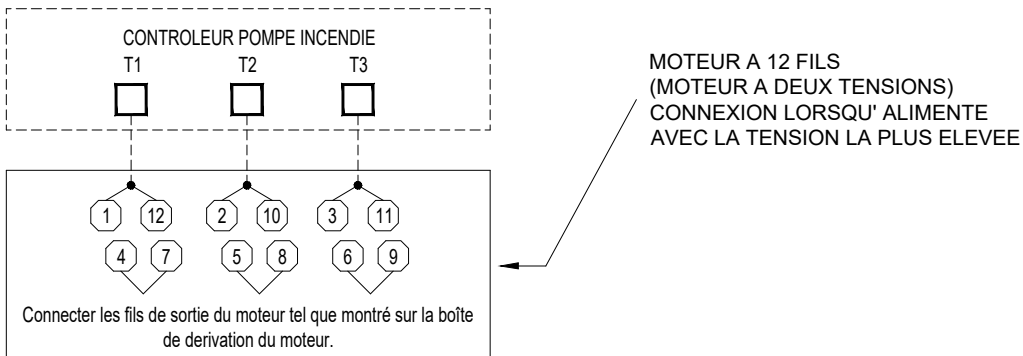 CONTROLEUR POMPE INCENDIE
T1 T2 T3
MOTEUR A 12 FILS
(MOTEUR A DEUX TENSIONS)
CONNEXION LORSQU' ALIMENTE
AVEC LA TENSION LA PLUS ELEVEE
1 12 2 10 3 11
4 7 5 8 6 9
Connecter les fils de sortie du moteur tel que montré sur la boîte
de derivation du moteur.